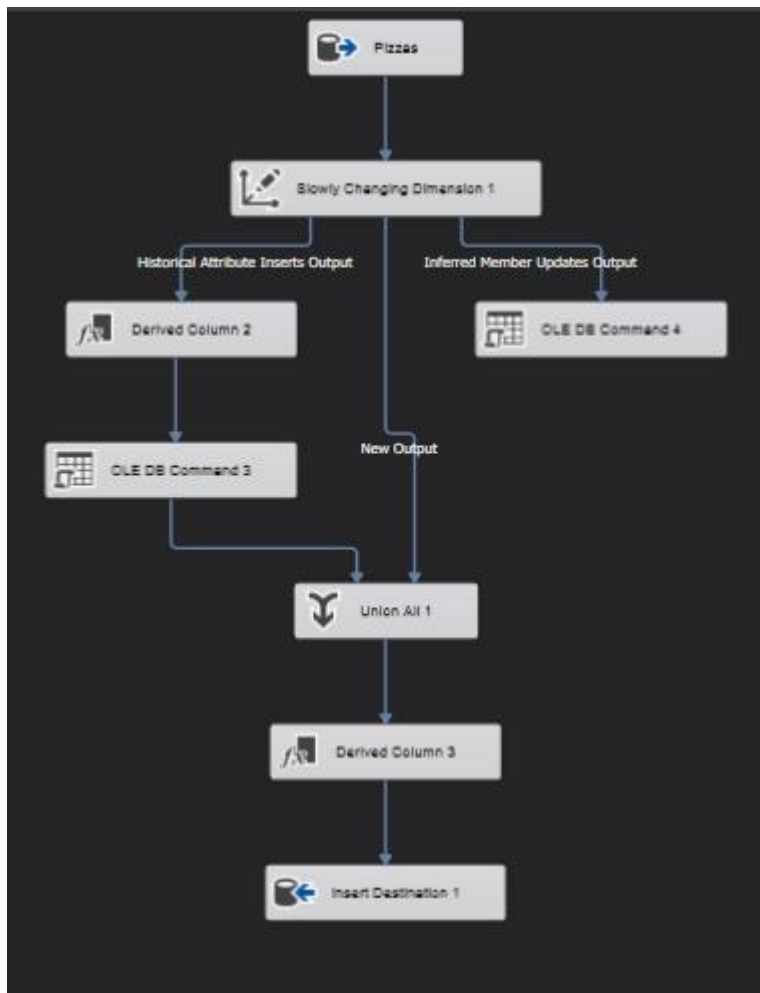 Pizzas
Slowly Changing Dimension 1
Historical Attribute Inserts Output
Inferred Member Updates Output
Derived Column 2
OLE DB Command 4
OLE DB Command 3
New Output
Union All 1
Derived Column 3
Insert Destination 1